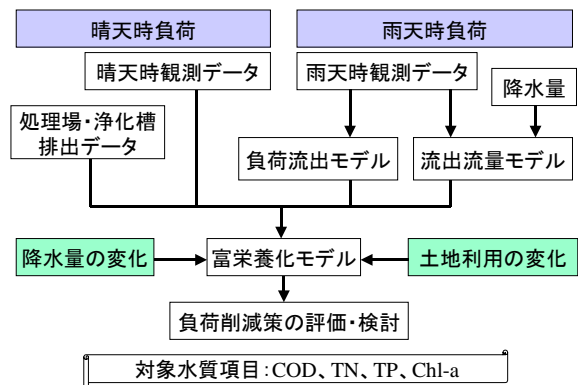 晴天時負荷
雨天時負荷
晴天時観測データ
雨天時観測データ
降水量
処理場・浄化槽
排出データ
負荷流出モデル
流出流量モデル
降水量の変化
富栄養化モデル
土地利用の変化
負荷削減策の評価・検討
対象水質項目:COD、TN、TP、Chl-a